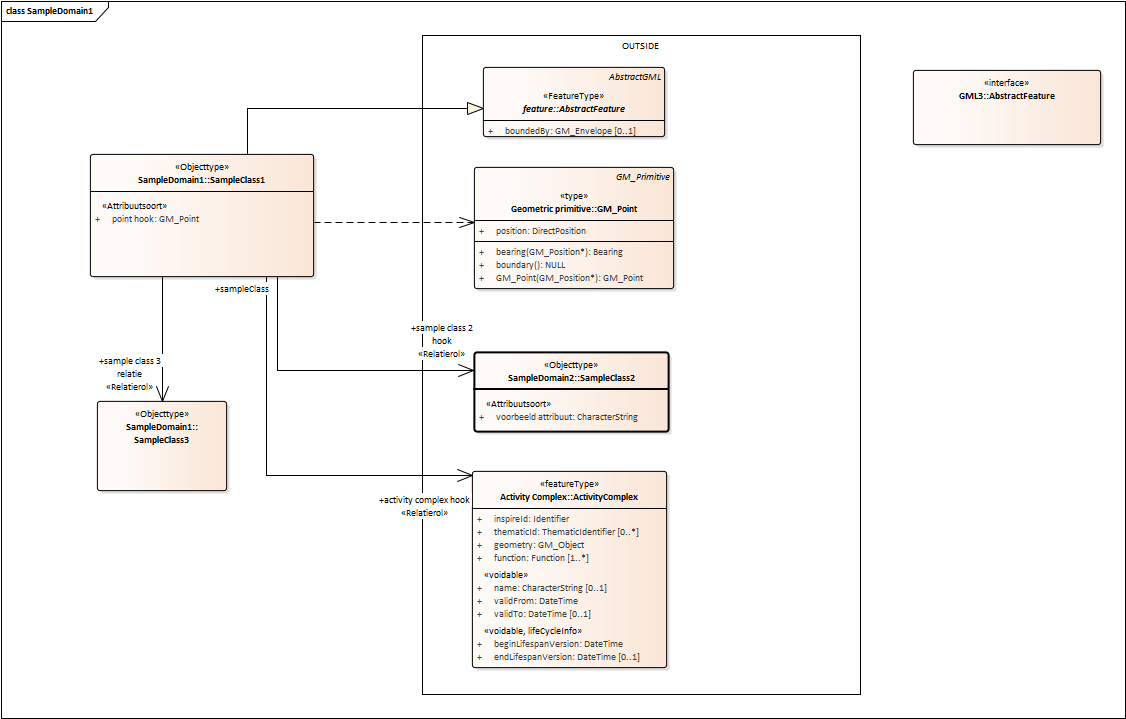 class SampleDomain1
OUTSIDE
AbstractGML
«FeatureType»
feature::AbstractFeature
+ boundedBy: GM_Envelope [0..1]
«interface»
GML3::AbstractFeature
«Objecttype»
SampleDomain1::SampleClass1
«Attribuutsoort»
+ point hook: GM_Point
GM_Primitive
«type»
Geometric primitive::GM_Point
+ position: DirectPosition
+ bearing(GM_Position*): Bearing
+ boundary(): NULL
+ GM_Point(GM_Position*): GM_Point
+sampleClass
+sample class 2
hook
«Relatierol»
+sample class 3
relatie
«Relatierol»
«Objecttype»
SampleDomain2::SampleClass2
«Attribuutsoort»
+ voorbeeld attribuut: CharacterString
«Objecttype»
SampleDomain1::
SampleClass3
+activity complex hook
«Relatierol»
«featureType»
Activity Complex::ActivityComplex
+ inspireId: Identifier
+ thematicId: ThematicIdentifier [0..*]
+ geometry: GM_Object
+ function: Function [1..*]
«voidable»
+ name: CharacterString [0..1]
+ validFrom: DateTime
+ validTo: DateTime [0..1]
«voidable, lifeCycleInfo»
+ beginLifespanVersion: DateTime
+ endLifespanVersion: DateTime [0..1]